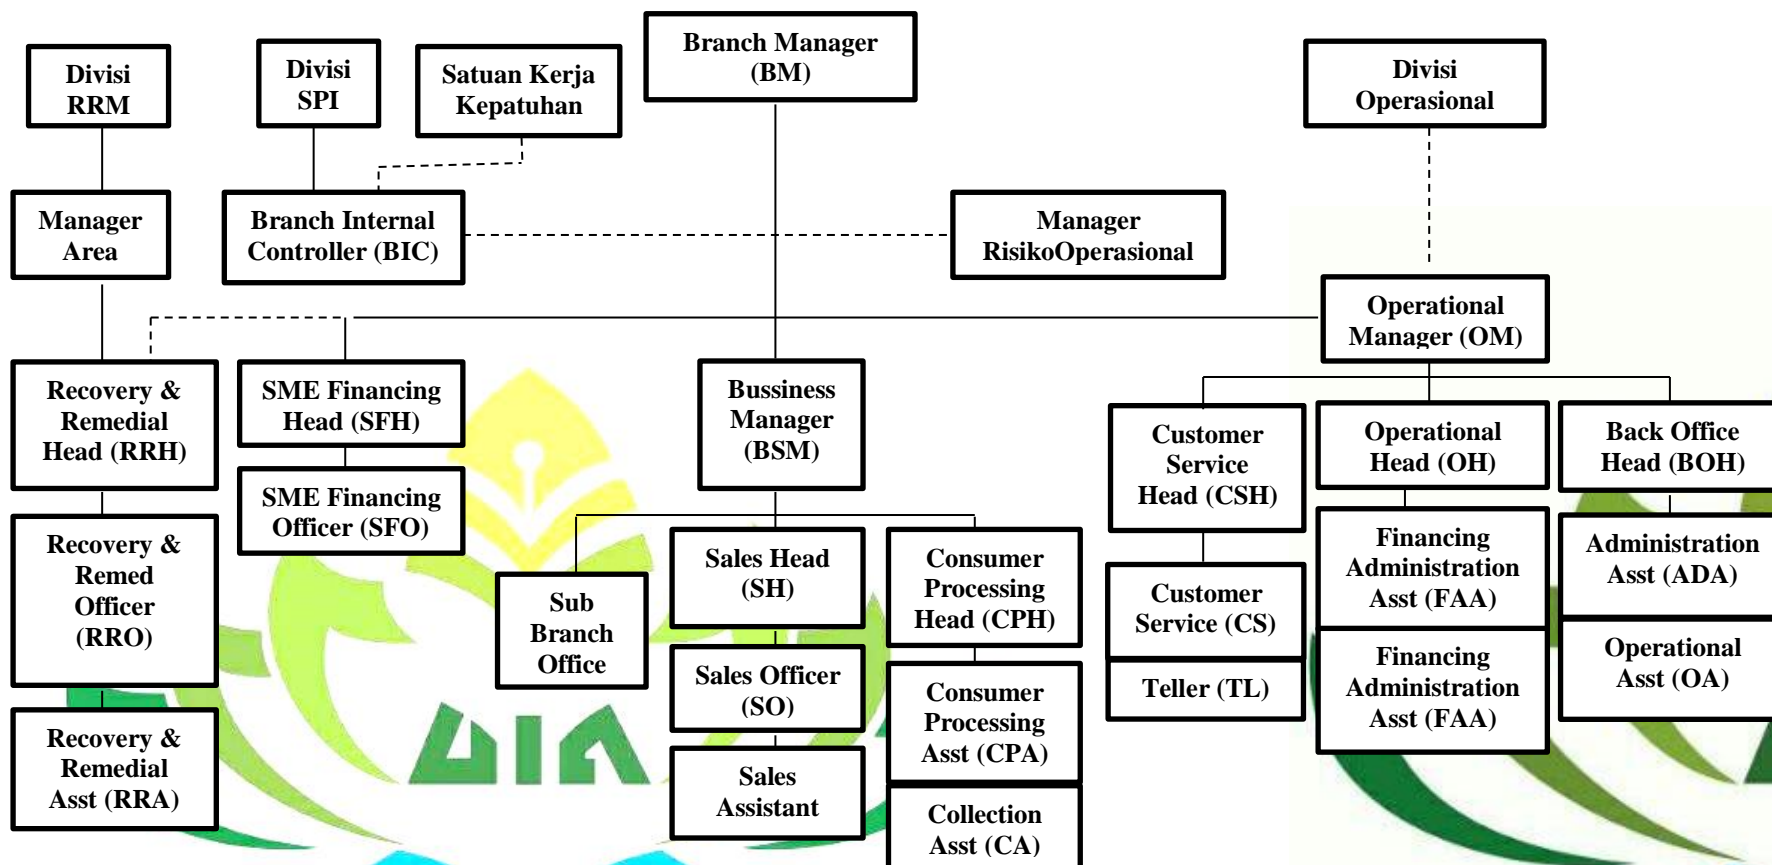 Branch Manager
(BM)
Divisi
RRM
Divisi
SPI
Satuan Kerja
Kepatuhan
Divisi
Operasional
Manager
Area
Branch Internal
Controller (BIC)
Manager
RisikoOperasional
Operational
Manager (OM)
Recovery &
Remedial
Head (RRH)
SME Financing
Head (SFH)
Bussiness
Manager
(BSM)
Customer
Service
Head (CSH)
Operational
Head (OH)
Back Office
Head (BOH)
SME Financing
Officer (SFO)
Recovery &
Remed
Officer
(RRO)
Sub
Branch
Office
Sales Head
(SH)
Consumer
Processing
Head (CPH)
Customer
Service (CS)
Financing
Administration
Asst (FAA)
Administration
Asst (ADA)
Sales Officer
(SO)
Consumer
Processing
Asst (CPA)
Teller (TL)
Financing
Administration
Asst (FAA)
Operational
Asst (OA)
Recovery &
Remedial
Asst (RRA)
Sales
Assistant
Collection
Asst (CA)
UIN